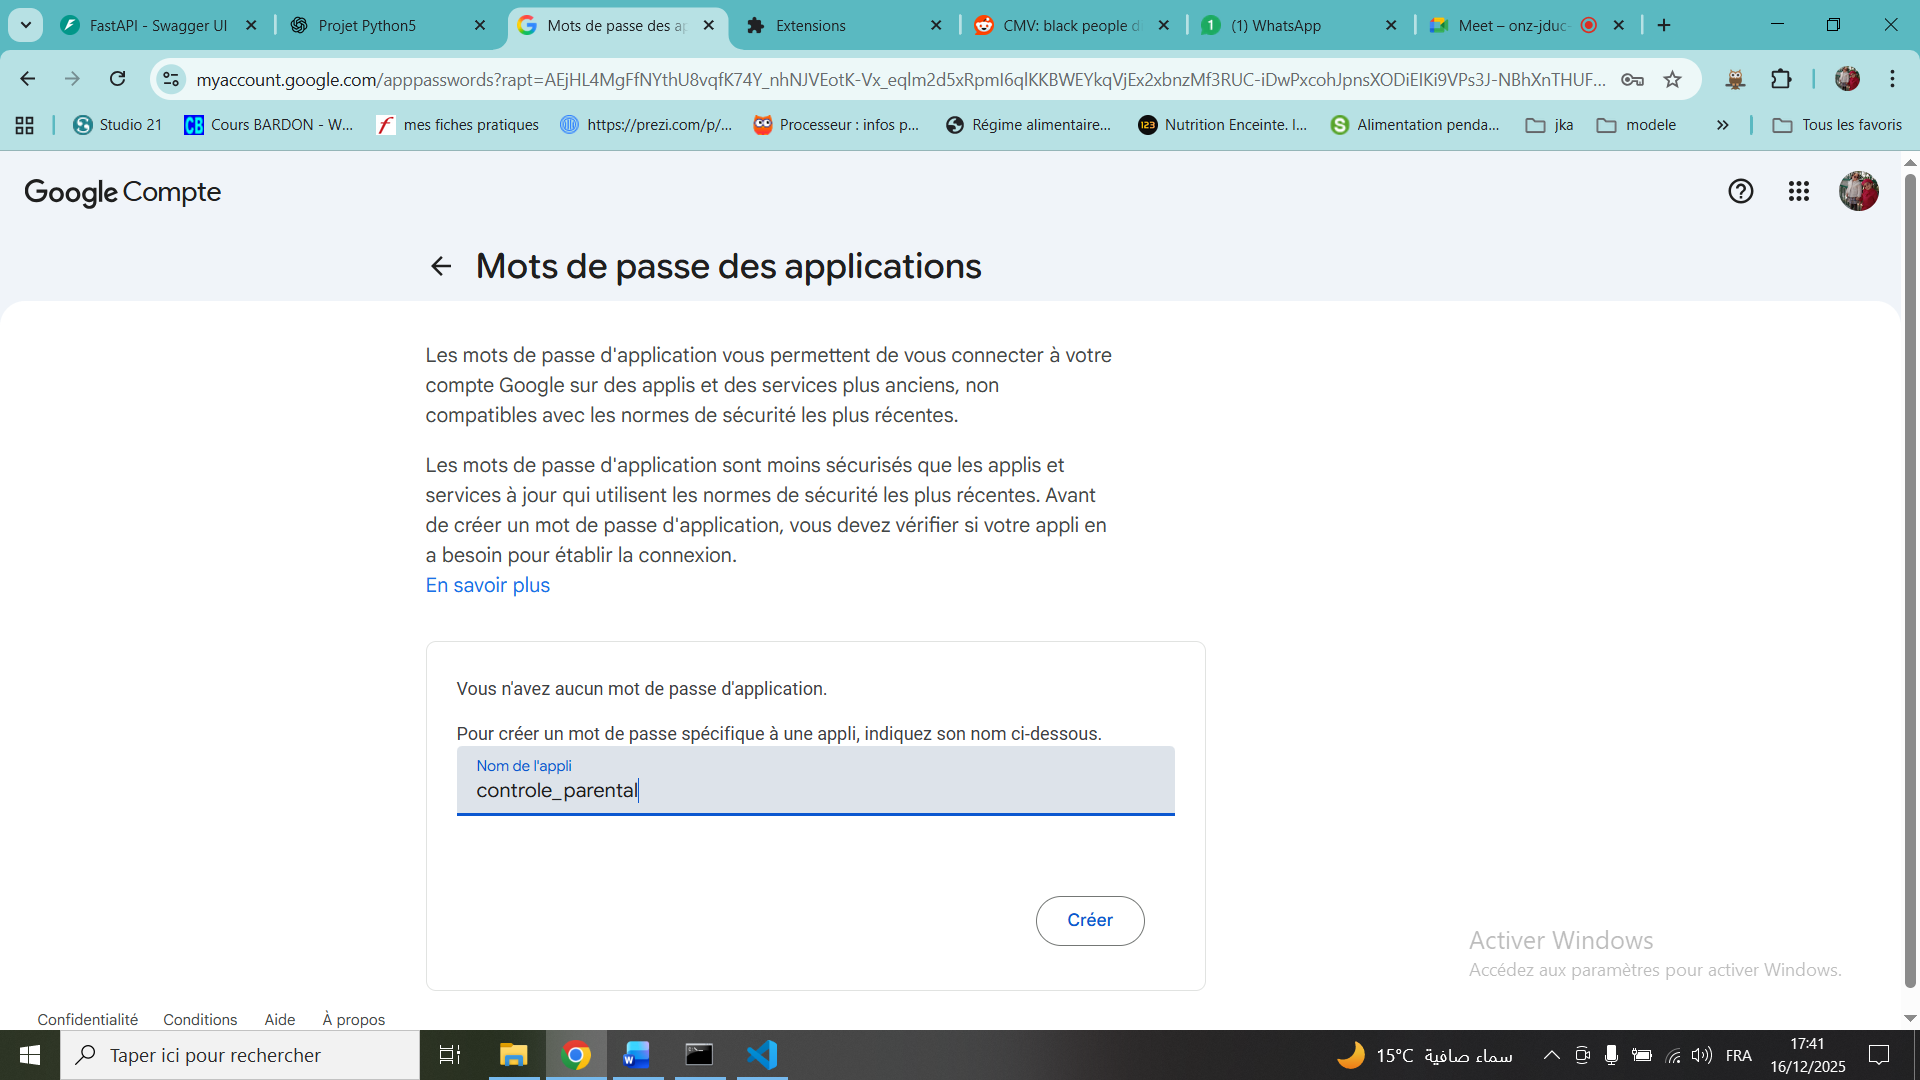 FastAPI - Swagger UI
Projet Python5
Mots de passe des ap
Extensions
CMV: black people d
(1) WhatsApp
Meet – onz-jduc-
myaccount.google.com/apppasswords?rapt=AEjHL4MgFfNYthU8vqfK74Y_nhNJVEotK-Vx_eqIm2d5xRpmI6qlKKBWEYkqVjEx2xbnzMf3RUC-iDwPxcohJpnsXODiEIKi9VPs3J-NBhXnTHUF...
Studio 21
Cours BARDON - W...
mes fiches pratiques
https://prezi.com/p/...
Processeur : infos p...
Régime alimentaire...
Nutrition Enceinte. I...
Alimentation penda...
jka
modele
Tous les favoris
Google Compte
Mots de passe des applications
Les mots de passe d'application vous permettent de vous connecter à votre
compte Google sur des applis et des services plus anciens, non
compatibles avec les normes de sécurité les plus récentes.
Les mots de passe d'application sont moins sécurisés que les applis et
services à jour qui utilisent les normes de sécurité les plus récentes. Avant
de créer un mot de passe d'application, vous devez vérifier si votre appli en
a besoin pour établir la connexion.
En savoir plus
Vous n'avez aucun mot de passe d'application.
Pour créer un mot de passe spécifique à une appli, indiquez son nom ci-dessous.
Nom de l'appli
controle_parental
Créer
Activer Windows
Accédez aux paramètres pour activer Windows.
Confidentialité
Conditions
Aide
À propos
Taper ici pour rechercher
15°C سماء صافية
FRA
17:41
16/12/2025